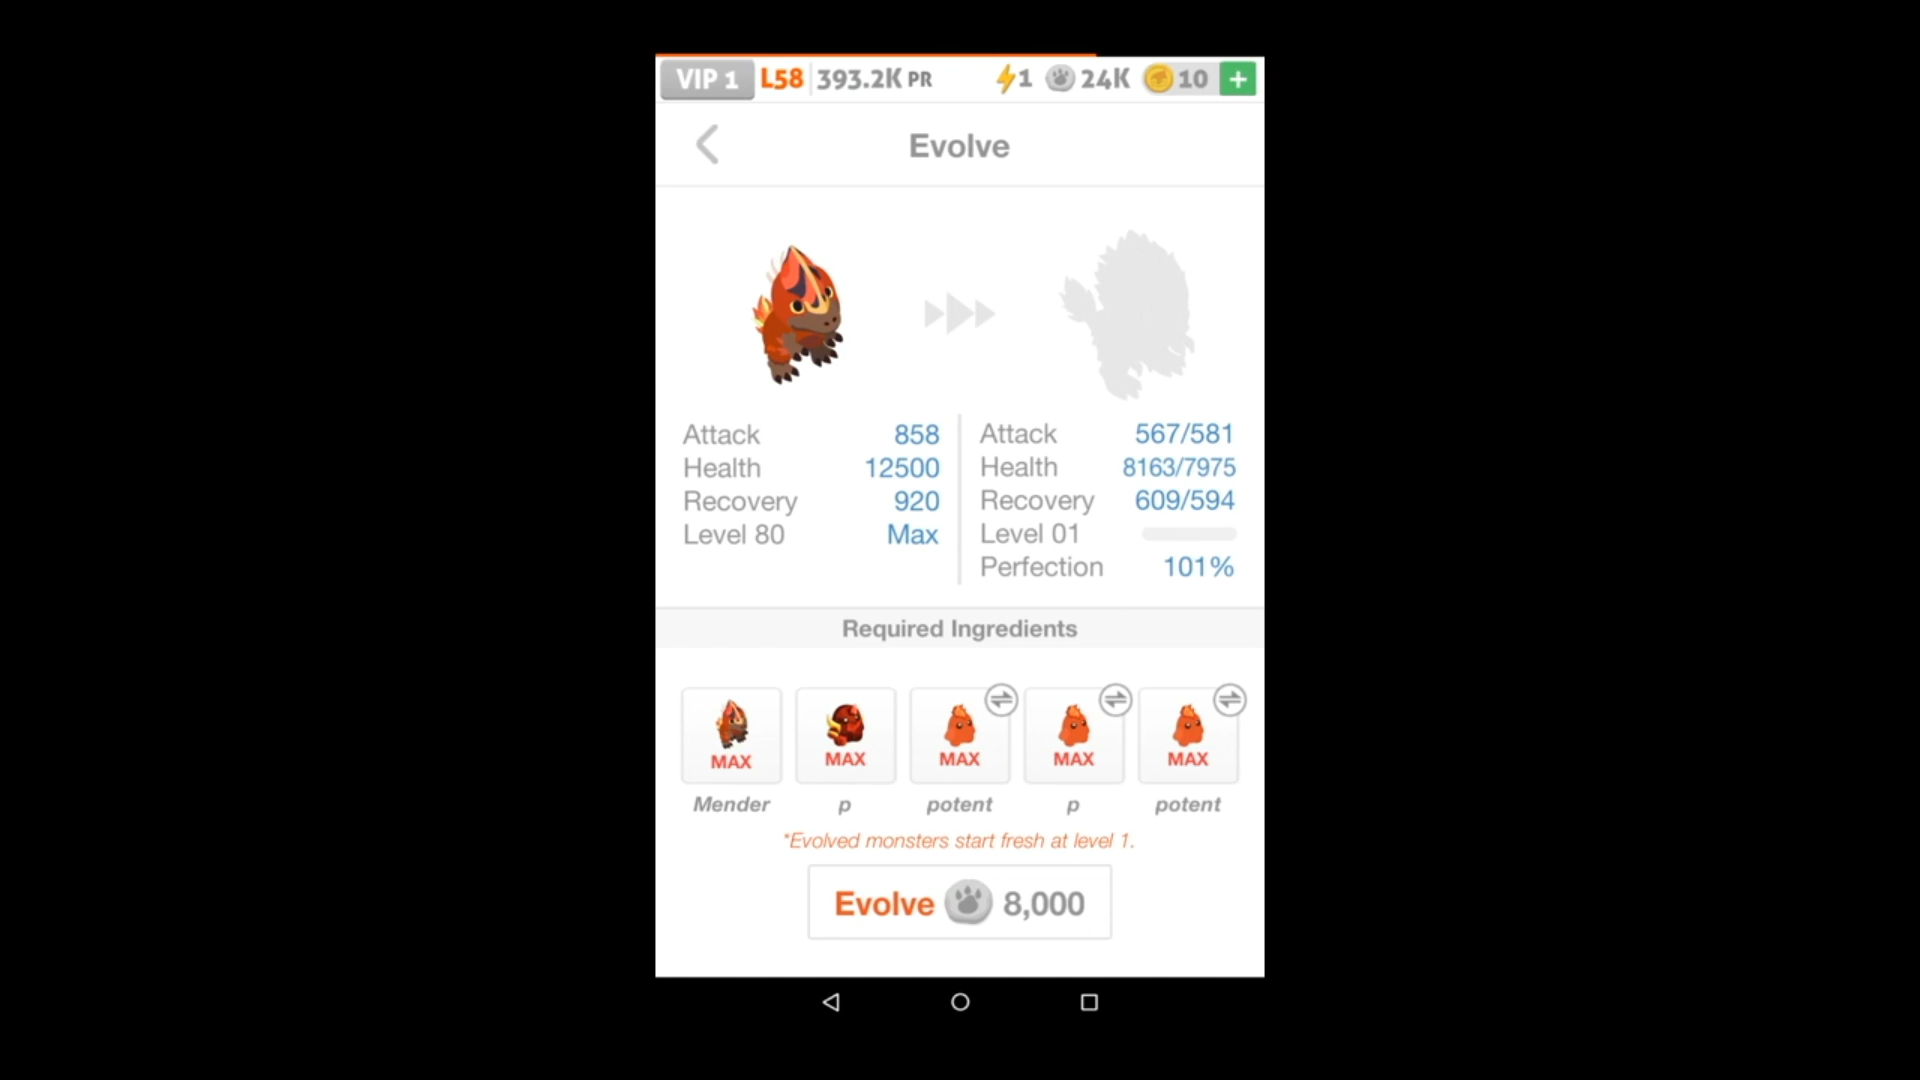 VIP 1 L58 393.2K PR 1 24K 10 +
Evolve
Attack 858
Health 12500
Recovery 920
Level 80 Max
Attack 567/581
Health 8163/7975
Recovery 609/594
Level 01
Perfection 101%
Required Ingredients
MAX MAX MAX MAX MAX
Mender p potent p potent
*Evolved monsters start fresh at level 1.
Evolve 8,000